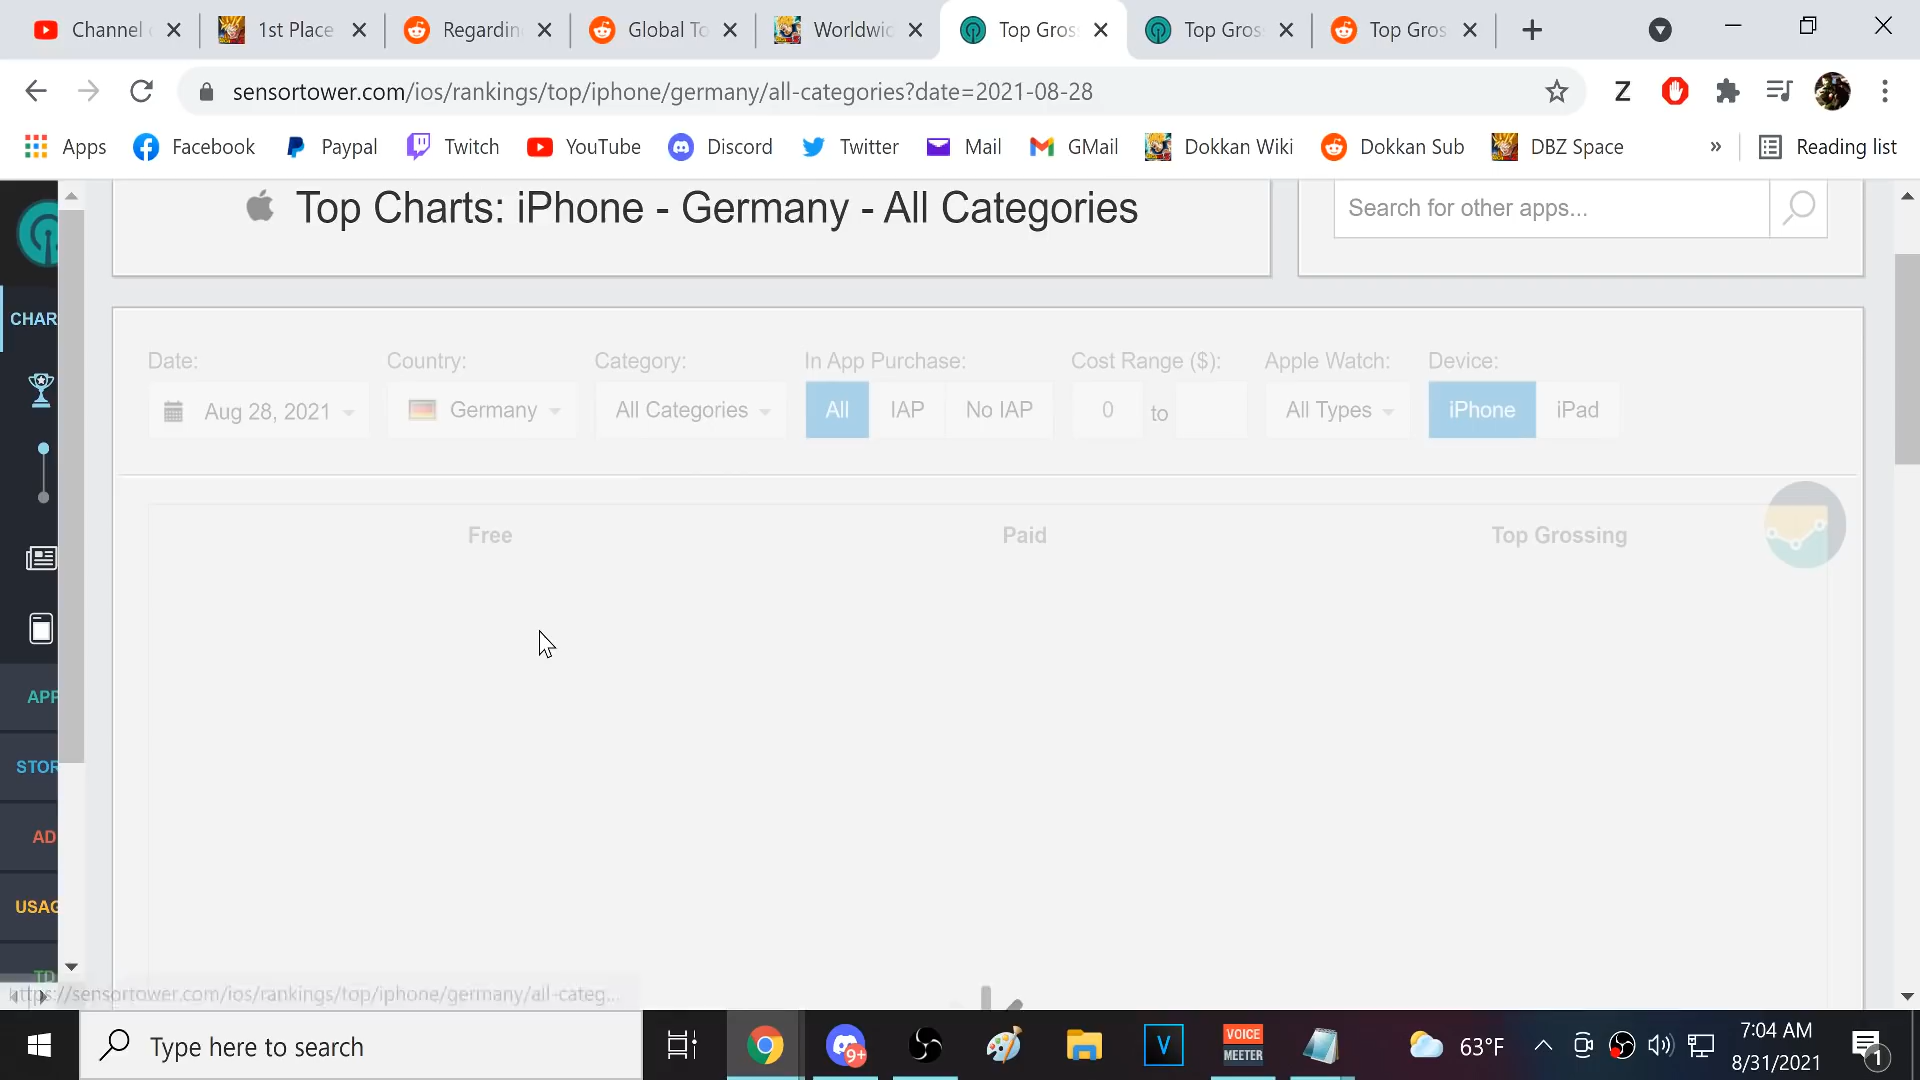 Channel
1st Place
Regardin
Global To
Worldwid
Top Gros
Top Gros
Top Gros
sensortower.com/ios/rankings/top/iphone/germany/all-categories?date=2021-08-28
Z
Apps
Facebook
Paypal
Twitch
YouTube
Discord
Twitter
Mail
GMail
Dokkan Wiki
Dokkan Sub
DBZ Space
»
Reading list
Top Charts: iPhone - Germany - All Categories
Search for other apps...
CHAR
Date:
Country:
Category:
In App Purchase:
Cost Range ($):
Apple Watch:
Device:
Aug 28, 2021
Germany
All Categories
All
IAP
No IAP
0
to
All Types
iPhone
iPad
Free
Paid
Top Grossing
APP
STOR
AD
USAG
https://sensortower.com/ios/rankings/top/iphone/germany/all-categ...
Type here to search
9+
V
VOICE
MEETER
63°F
7:04 AM
8/31/2021
1